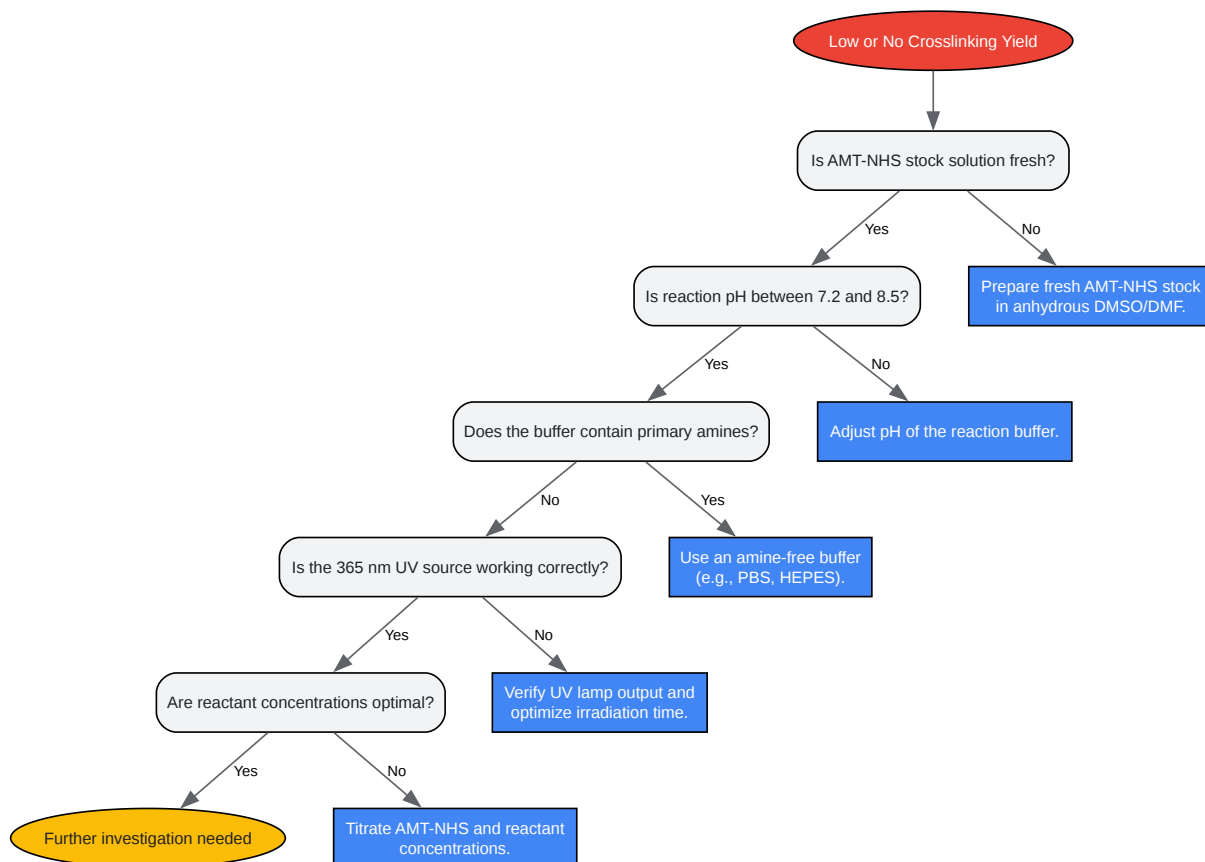 Low or No Crosslinking Yield
Is AMT-NHS stock solution fresh?
Yes
No
Is reaction pH between 7.2 and 8.5?
Prepare fresh AMT-NHS stock
in anhydrous DMSO/DMF.
Yes
No
Does the buffer contain primary amines?
Adjust pH of the reaction buffer.
No
Yes
Is the 365 nm UV source working correctly?
Use an amine-free buffer
(e.g., PBS, HEPES).
Yes
No
Are reactant concentrations optimal?
Verify UV lamp output and
optimize irradiation time.
Yes
No
Further investigation needed
Titrate AMT-NHS and reactant
concentrations.